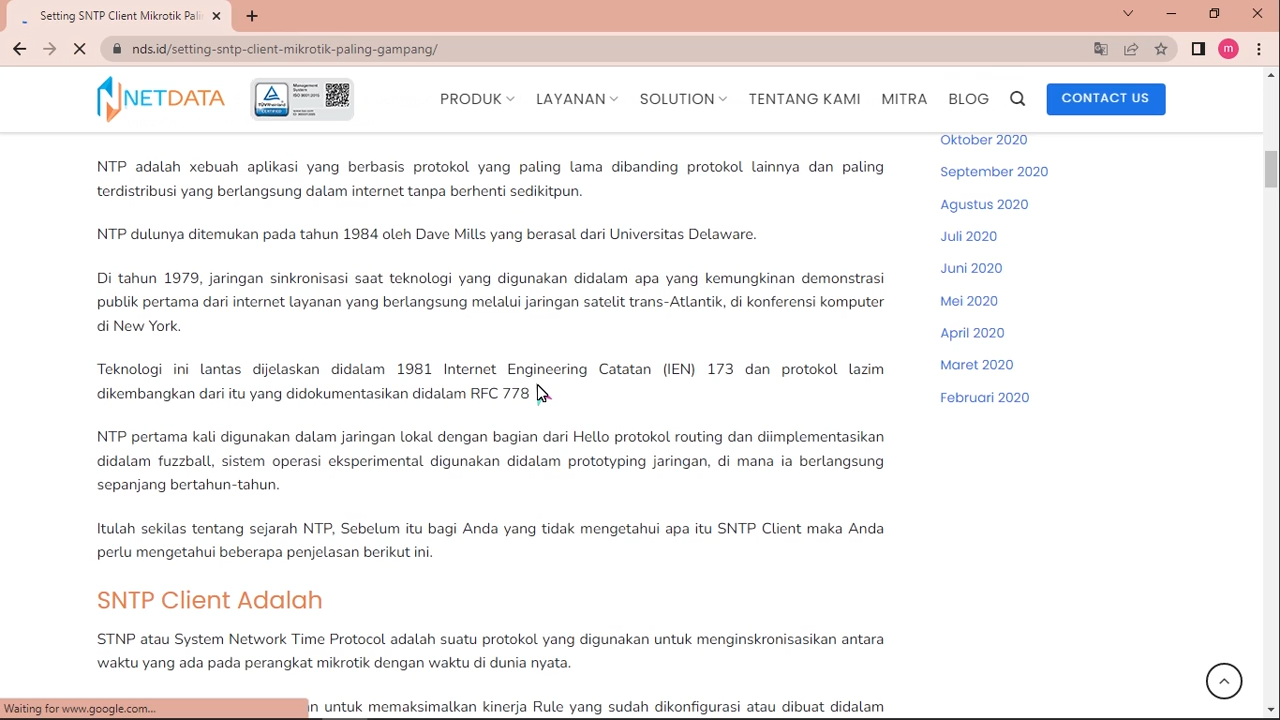 Setting SNTP Client Mikrotik Pali
nds.id/setting-sntp-client-mikrotik-paling-gampang/
m
NETDATA
Management System ISO 9001:2015
PRODUK
LAYANAN
SOLUTION
TENTANG KAMI
MITRA
BLOG
CONTACT US
NTP adalah xebuah aplikasi yang berbasis protokol yang paling lama dibanding protokol lainnya dan paling
terdistribusi yang berlangsung dalam internet tanpa berhenti sedikitpun.
NTP dulunya ditemukan pada tahun 1984 oleh Dave Mills yang berasal dari Universitas Delaware.
Di tahun 1979, jaringan sinkronisasi saat teknologi yang digunakan didalam apa yang kemungkinan demonstrasi
publik pertama dari internet layanan yang berlangsung melalui jaringan satelit trans-Atlantik, di konferensi komputer
di New York.
Teknologi ini lantas dijelaskan didalam 1981 Internet Engineering Catatan (IEN) 173 dan protokol lazim
dikembangkan dari itu yang didokumentasikan didalam RFC 778
NTP pertama kali digunakan dalam jaringan lokal dengan bagian dari Hello protokol routing dan diimplementasikan
didalam fuzzball, sistem operasi eksperimental digunakan didalam prototyping jaringan, di mana ia berlangsung
sepanjang bertahun-tahun.
Itulah sekilas tentang sejarah NTP, Sebelum itu bagi Anda yang tidak mengetahui apa itu SNTP Client maka Anda
perlu mengetahui beberapa penjelasan berikut ini.
SNTP Client Adalah
STNP atau System Network Time Protocol adalah suatu protokol yang digunakan untuk menginskronisasikan antara
waktu yang ada pada perangkat mikrotik dengan waktu di dunia nyata.
an untuk memaksimalkan kinerja Rule yang sudah dikonfigurasi atau dibuat didalam
Oktober 2020
September 2020
Agustus 2020
Juli 2020
Juni 2020
Mei 2020
April 2020
Maret 2020
Februari 2020
Waiting for www.google.com...